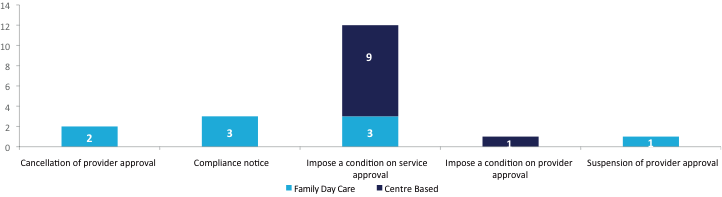 14
12
10
8
6
4
2
0
2
3
9
3
1
1
Cancellation of provider approval
Compliance notice
Impose a condition on service
approval
Impose a condition on provider
approval
Suspension of provider approval
Family Day Care
Centre Based